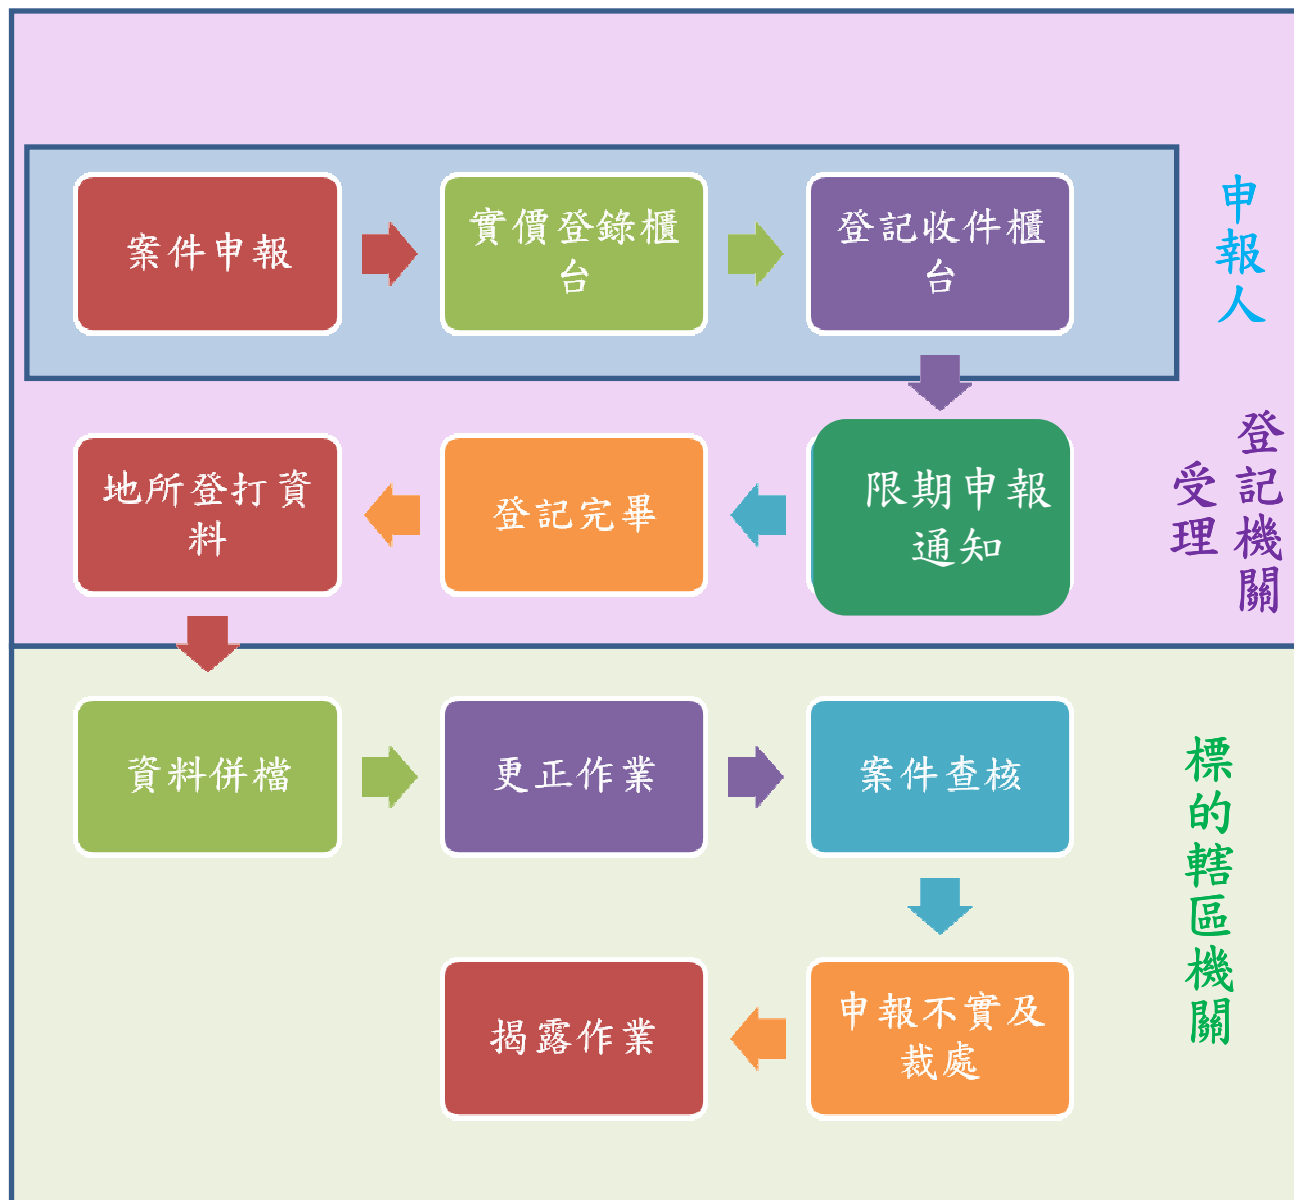 案件申報
實價登錄櫃
台
登記收件櫃
台
申報人
限期申報
通知
登記完畢
地所登打資
料
登記機關
受理
資料併檔
更正作業
案件查核
申報不實及
裁處
揭露作業
標的轄區機關